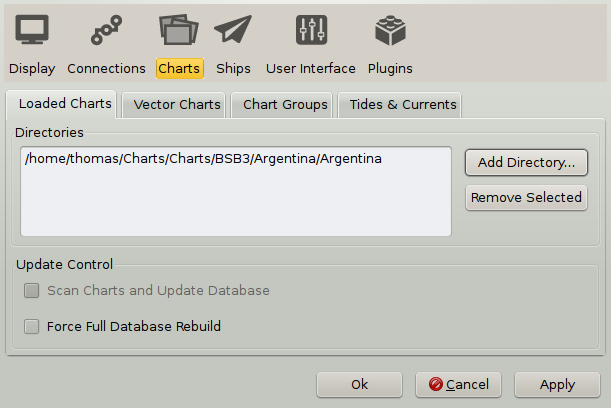 Display Connections Charts Ships User Interface Plugins
Loaded Charts Vector Charts Chart Groups Tides & Currents
Directories
/home/thomas/Charts/Charts/BSB3/Argentina/Argentina
Add Directory...
Remove Selected
Update Control
Scan Charts and Update Database
Force Full Database Rebuild
Ok Cancel Apply